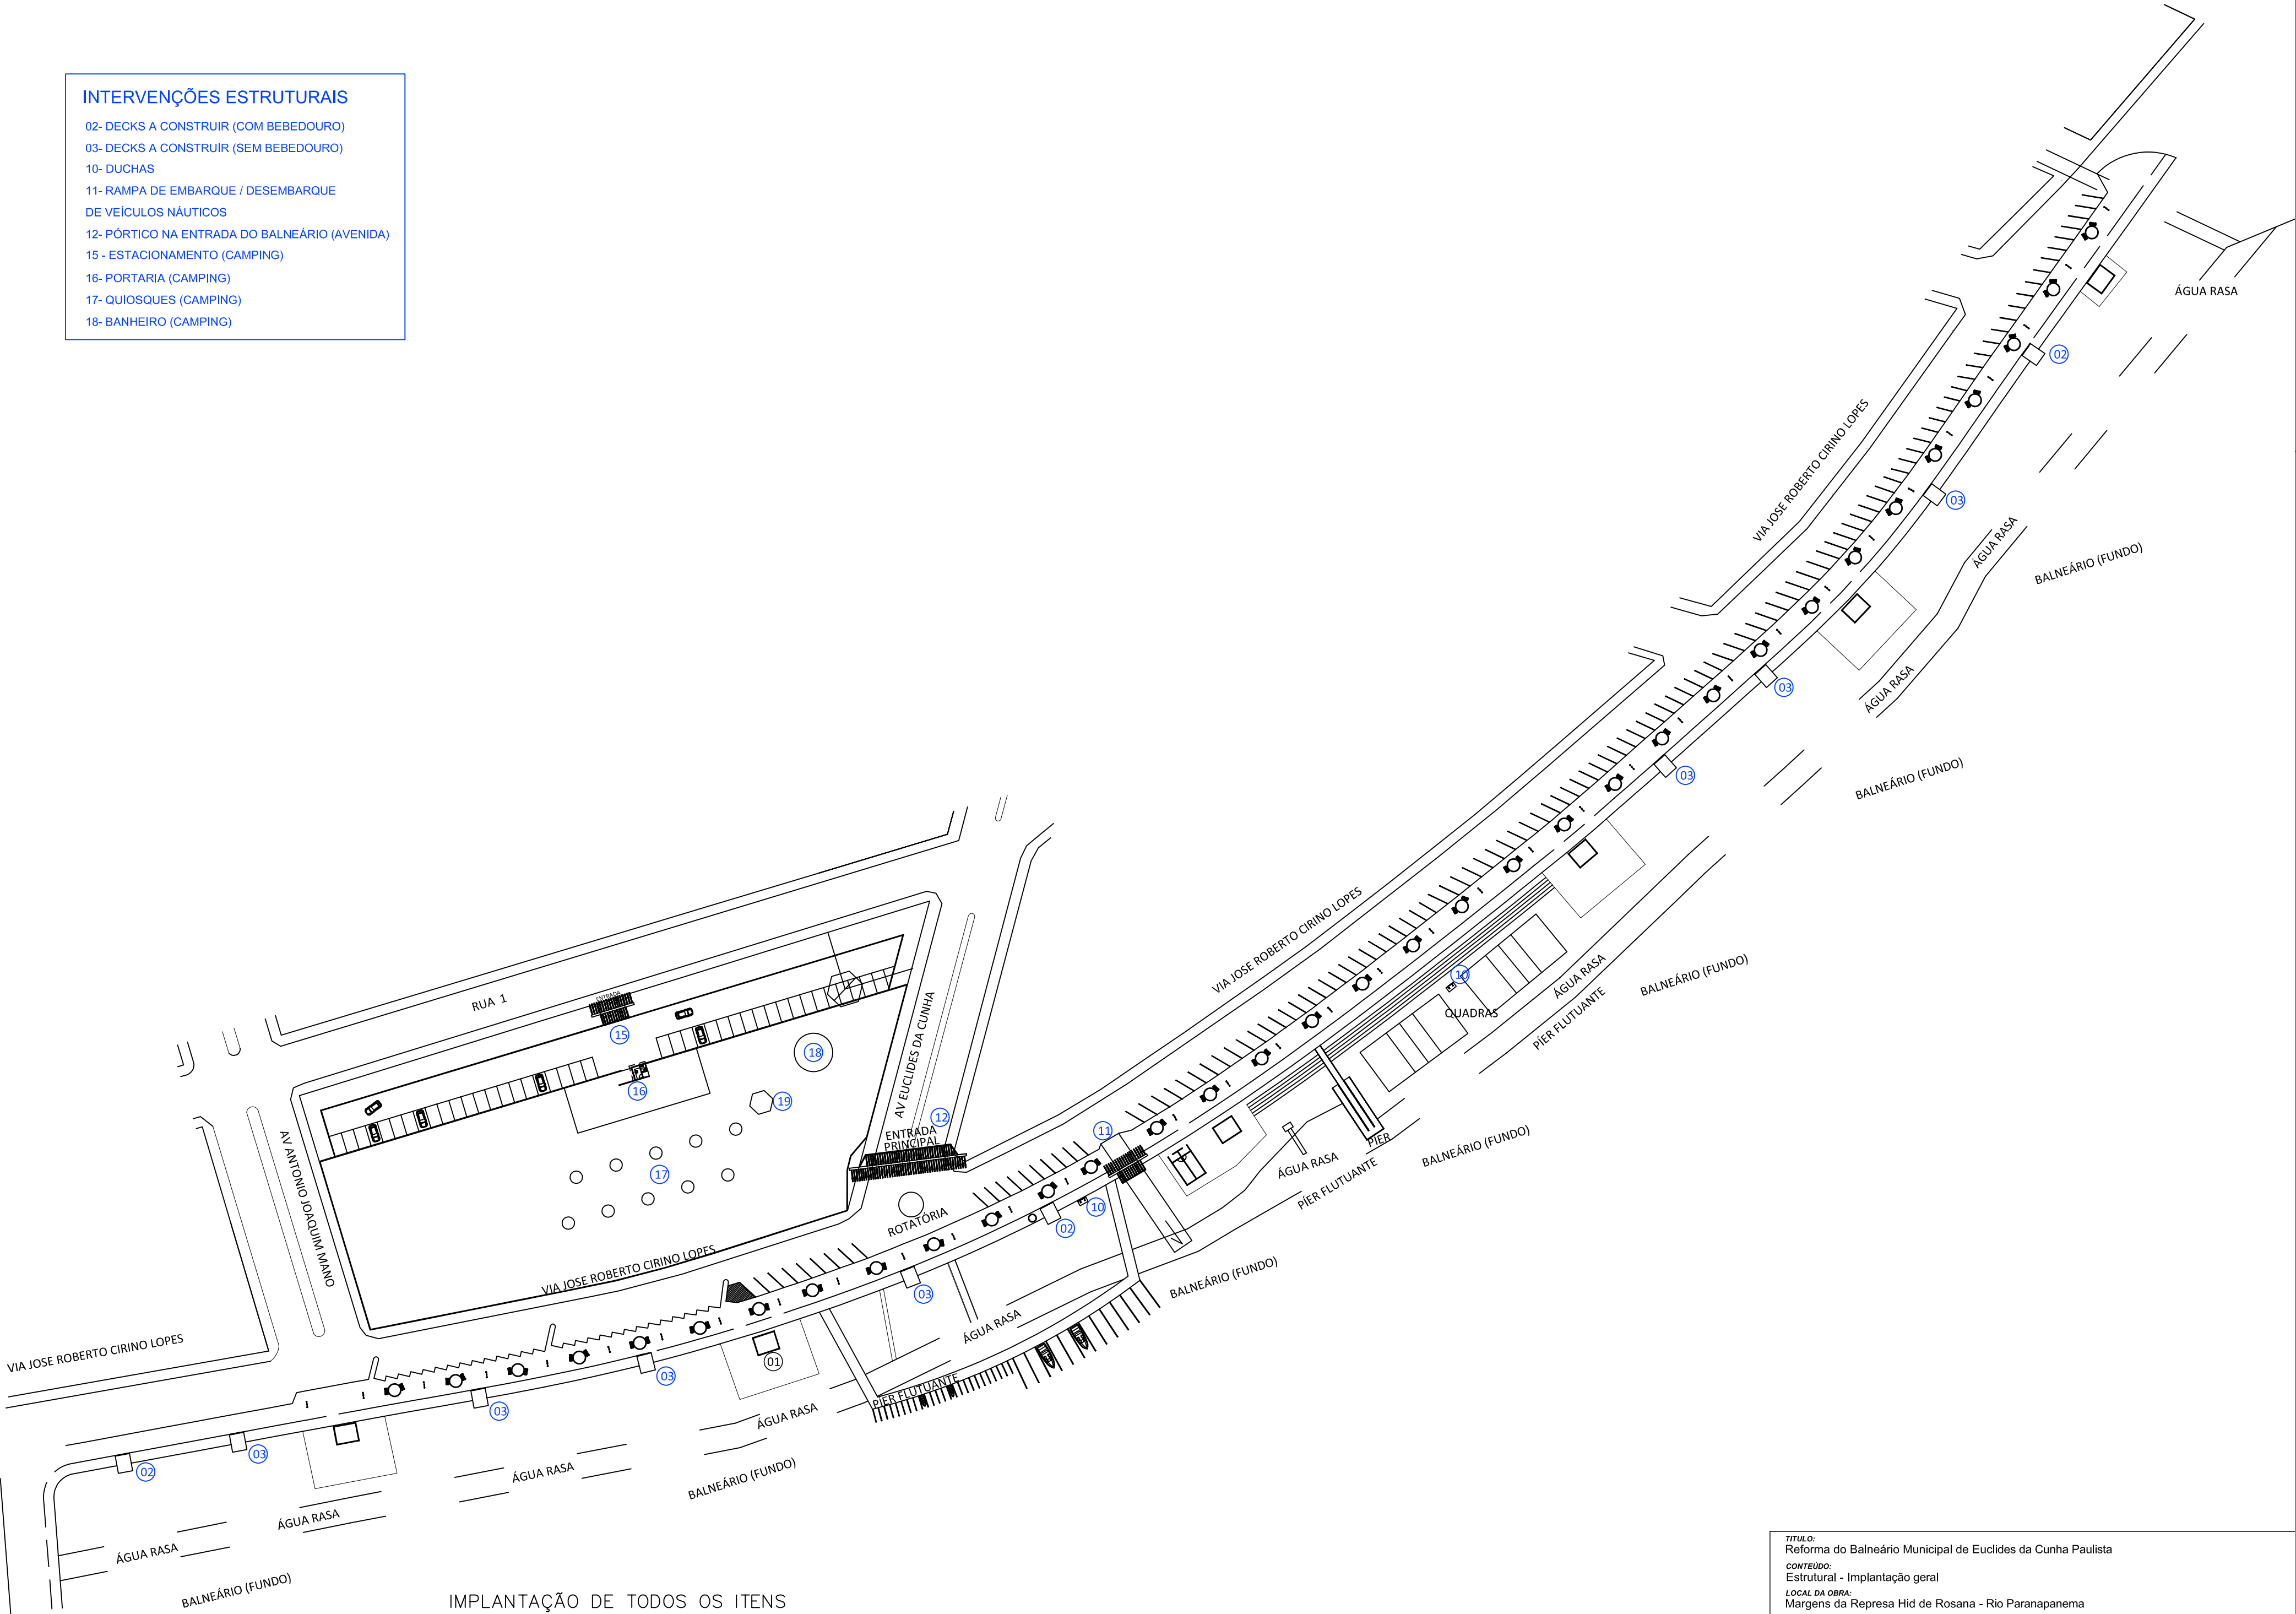 INTERVENÇÕES ESTRUTURAIS
02- DECKS A CONSTRUIR (COM BEBEDOURO)
03- DECKS A CONSTRUIR (SEM BEBEDOURO)
10- DUCHAS
11- RAMPA DE EMBARQUE / DESEMBARQUE
DE VEÍCULOS NÁUTICOS
12- PÓRTICO NA ENTRADA DO BALNEÁRIO (AVENIDA)
15 - ESTACIONAMENTO (CAMPING)
16- PORTARIA (CAMPING)
17- QUIOSQUES (CAMPING)
18- BANHEIRO (CAMPING)
ÁGUA RASA
02
VIA JOSE ROBERTO CIRINO LOPES
03
ÁGUA RASA
BALNEÁRIO (FUNDO)
03
ÁGUA RASA
03
BALNEÁRIO (FUNDO)
VIA JOSE ROBERTO CIRINO LOPES
10
ÁGUA RASA
BALNEÁRIO (FUNDO)
QUADRAS
PÍER FLUTUANTE
RUA 1
ENTRADA
15
18
16
19
AV EUCLIDES DA CUNHA
12
ENTRADA
PRINCIPAL
11
PÍER
BALNEÁRIO (FUNDO)
17
AV ANTONIO JOAQUIM MANO
ÁGUA RASA
PÍER FLUTUANTE
10
ROTATÓRIA
02
VIA JOSE ROBERTO CIRINO LOPES
03
BALNEÁRIO (FUNDO)
ÁGUA RASA
VIA JOSE ROBERTO CIRINO LOPES
01
03
PÍER FLUTUANTE
03
ÁGUA RASA
03
02
ÁGUA RASA
BALNEÁRIO (FUNDO)
ÁGUA RASA
ÁGUA RASA
BALNEÁRIO (FUNDO)
IMPLANTAÇÃO DE TODOS OS ITENS
TITULO:
Reforma do Balneário Municipal de Euclides da Cunha Paulista
CONTEÚDO:
Estrutural - Implantação geral
LOCAL DA OBRA:
Margens da Represa Hid de Rosana - Rio Paranapanema